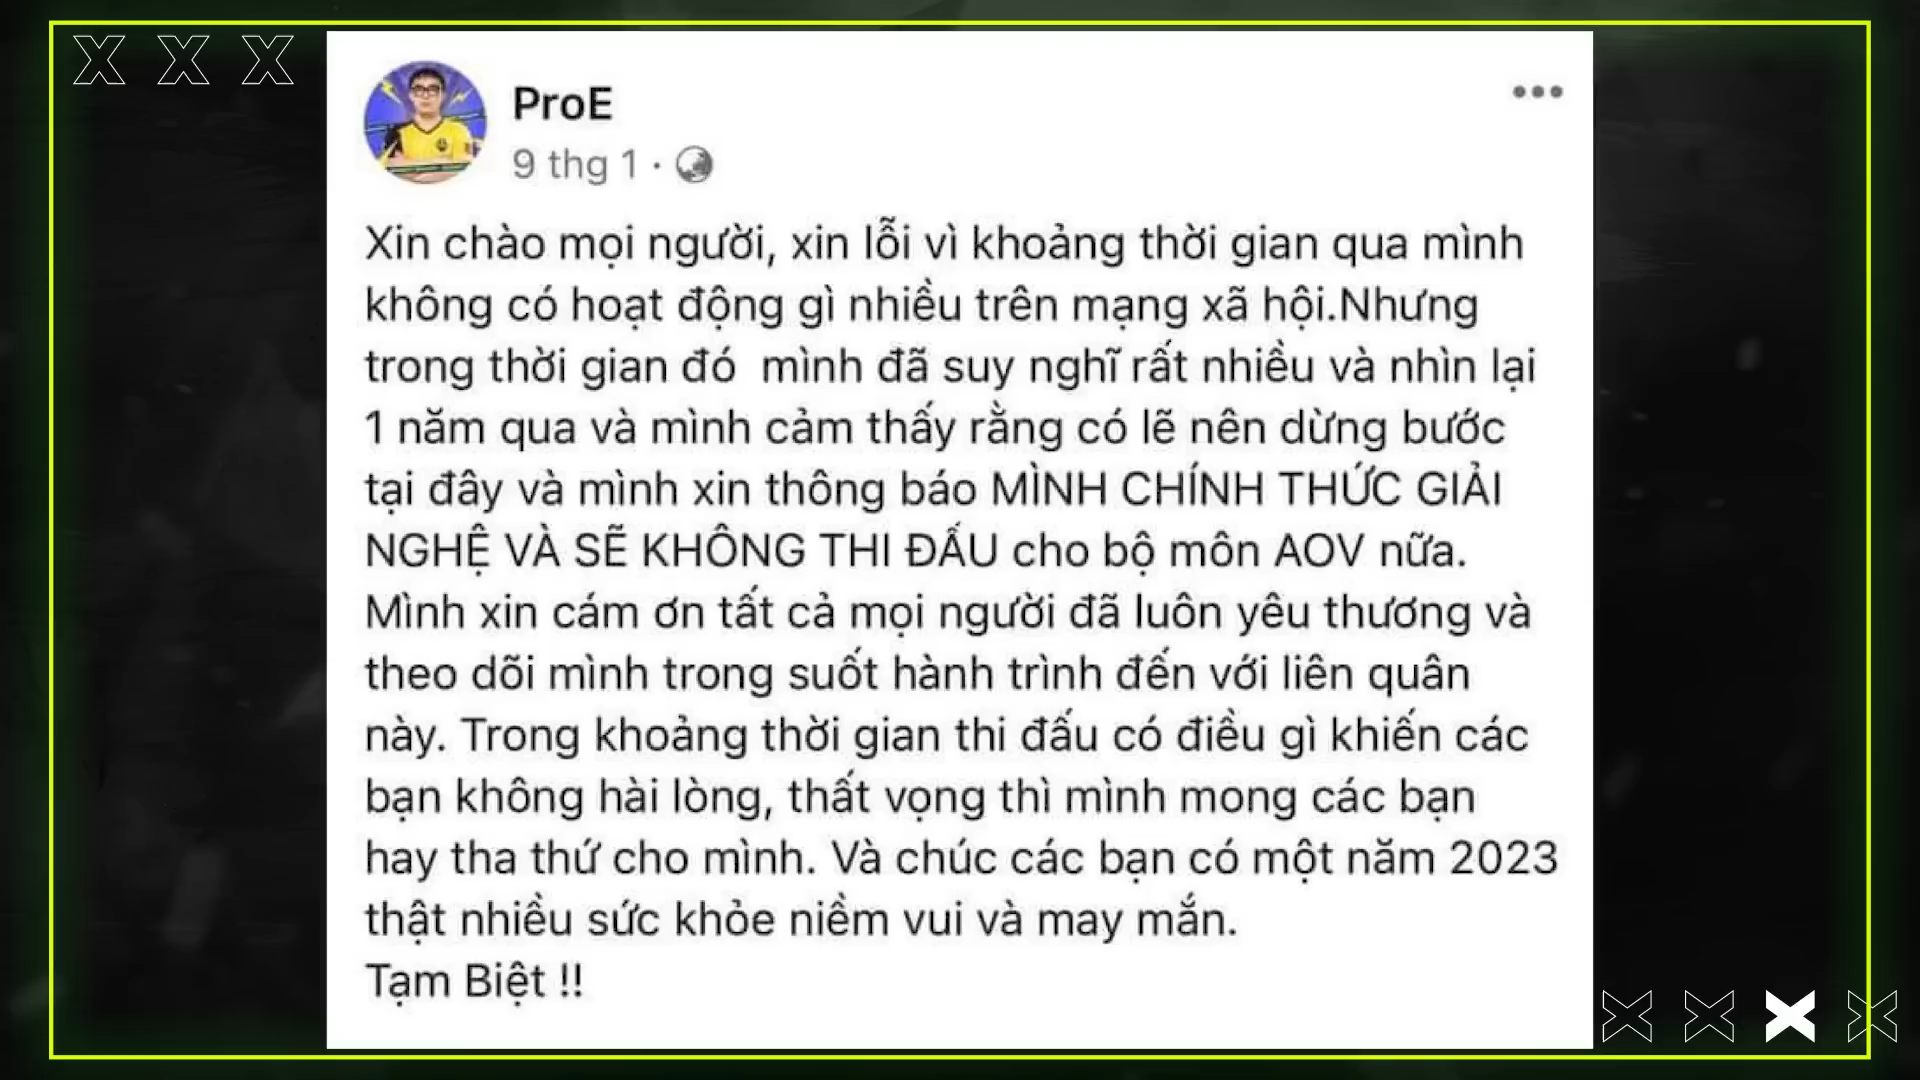 ProE
9 thg 1 ·
Xin chào mọi người, xin lỗi vì khoảng thời gian qua mình
không có hoạt động gì nhiều trên mạng xã hội.Nhưng
trong thời gian đó  mình đã suy nghĩ rất nhiều và nhìn lại
1 năm qua và mình cảm thấy rằng có lẽ nên dừng bước
tại đây và mình xin thông báo MÌNH CHÍNH THỨC GIẢI
NGHỆ VÀ SẼ KHÔNG THI ĐẤU cho bộ môn AOV nữa.
Mình xin cám ơn tất cả mọi người đã luôn yêu thương và
theo dõi mình trong suốt hành trình đến với liên quân
này. Trong khoảng thời gian thi đấu có điều gì khiến các
bạn không hài lòng, thất vọng thì mình mong các bạn
hay tha thứ cho mình. Và chúc các bạn có một năm 2023
thật nhiều sức khỏe niềm vui và may mắn.
Tạm Biệt !!